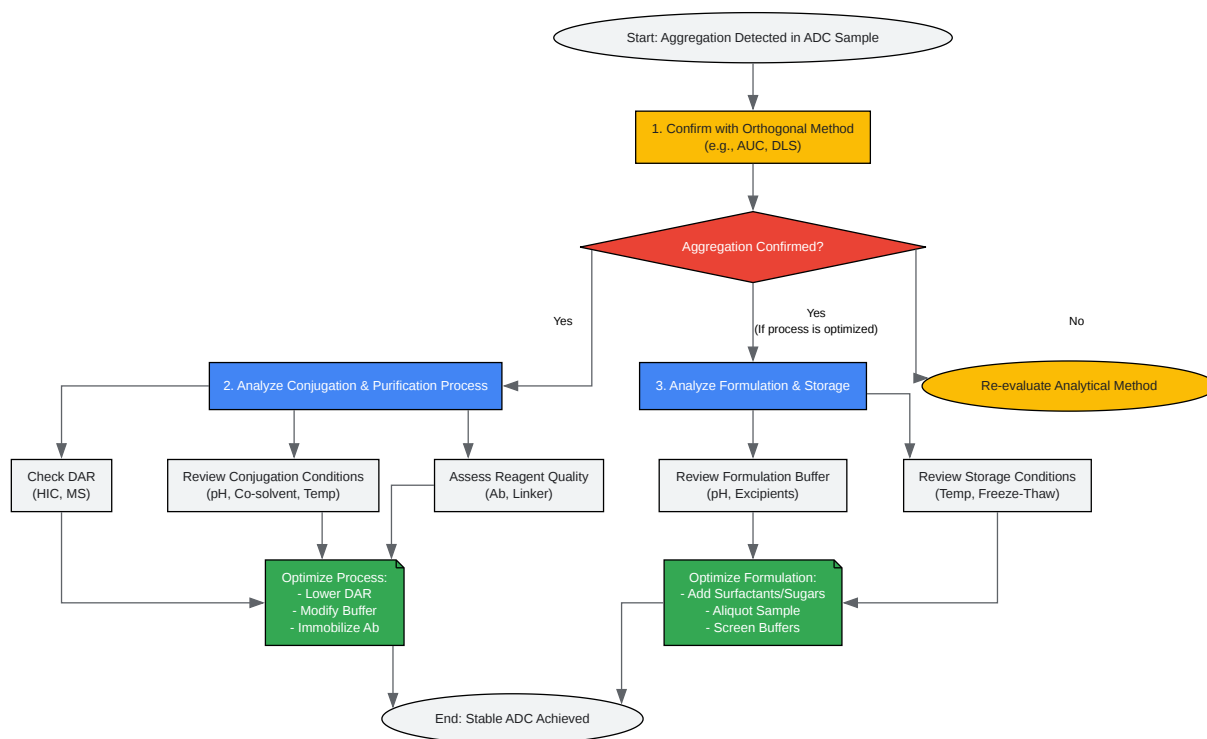 Start: Aggregation Detected in ADC Sample
1. Confirm with Orthogonal Method
(e.g., AUC, DLS)
Aggregation Confirmed?
Yes
Yes
(If process is optimized)
No
2. Analyze Conjugation & Purification Process
3. Analyze Formulation & Storage
Re-evaluate Analytical Method
Check DAR
(HIC, MS)
Review Conjugation Conditions
(pH, Co-solvent, Temp)
Assess Reagent Quality
(Ab, Linker)
Review Formulation Buffer
(pH, Excipients)
Review Storage Conditions
(Temp, Freeze-Thaw)
Optimize Process:
- Lower DAR
- Modify Buffer
- Immobilize Ab
Optimize Formulation:
- Add Surfactants/Sugars
- Aliquot Sample
- Screen Buffers
End: Stable ADC Achieved